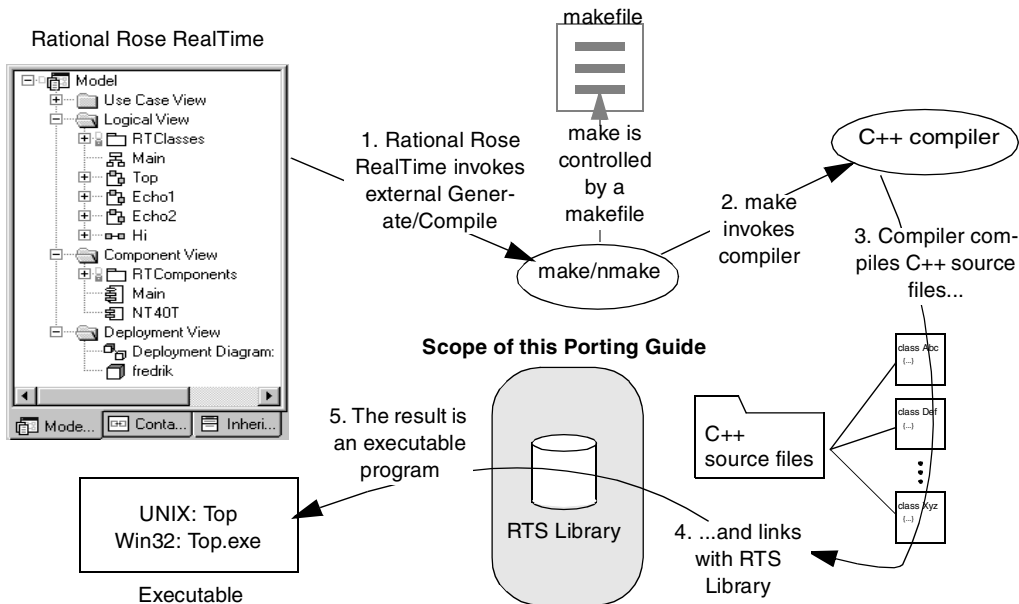 makefile
Rational Rose RealTime
Model
Use Case View
Logical View
RTClasses
Main
Top
Echo1
Echo2
Hi
Component View
RTComponents
Main
NT40T
Deployment View
Deployment Diagram:
fredrik
Mode...
Conta...
Inheri...
1. Rational Rose
RealTime invokes
external Gener-
ate/Compile
make is
controlled
by a
makefile
make/nmake
2. make
invokes
compiler
C++ compiler
3. Compiler com-
piles C++ source
files...
Scope of this Porting Guide
class Abc
{...}
class Def
{...}
class Xyz
{...}
C++
source files
RTS Library
4. ...and links
with RTS
Library
5. The result is
an executable
program
UNIX: Top
Win32: Top.exe
Executable